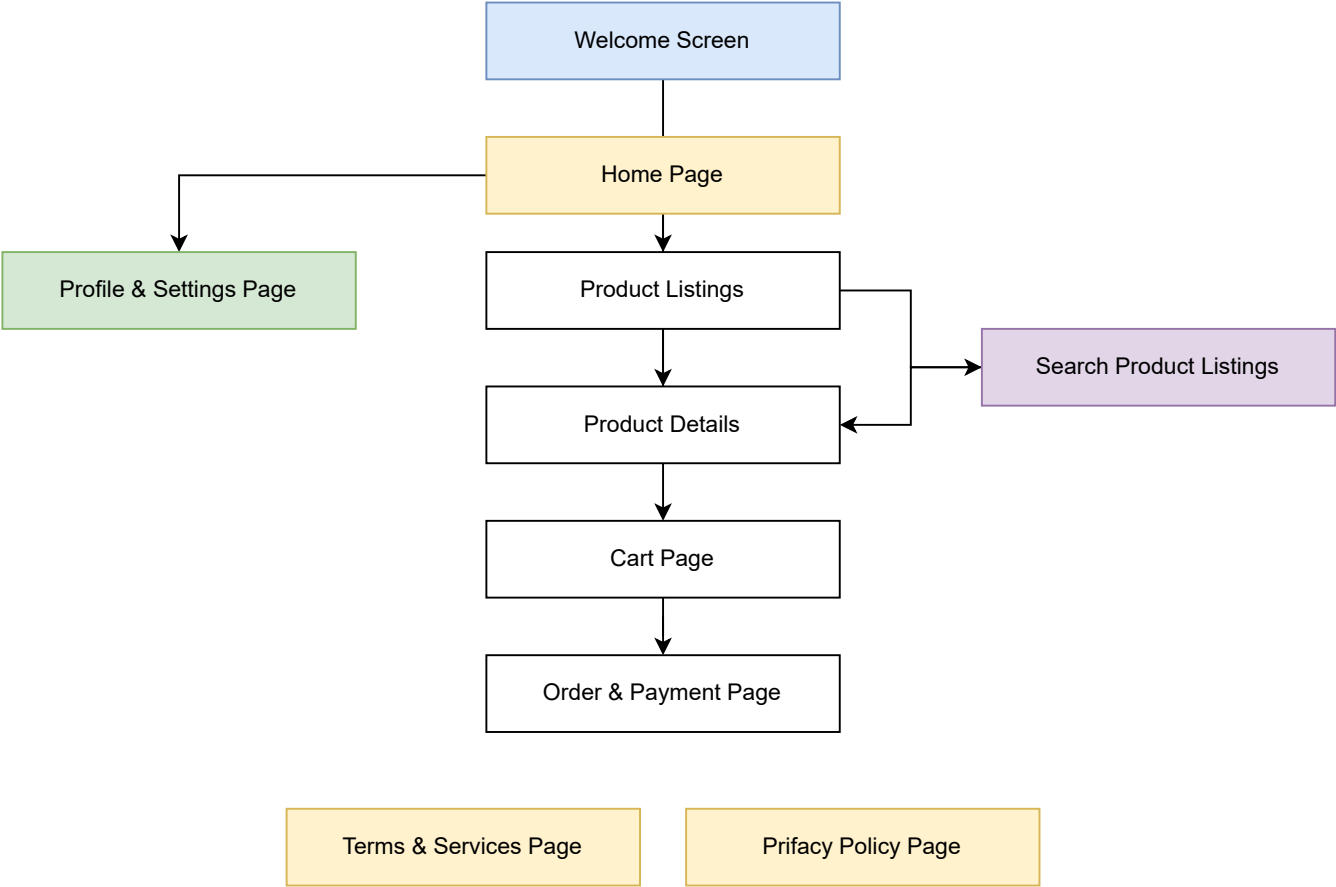 Welcome Screen
Home Page
Profile & Settings Page
Product Listings
Search Product Listings
Product Details
Cart Page
Order & Payment Page
Terms & Services Page
Prifacy Policy Page